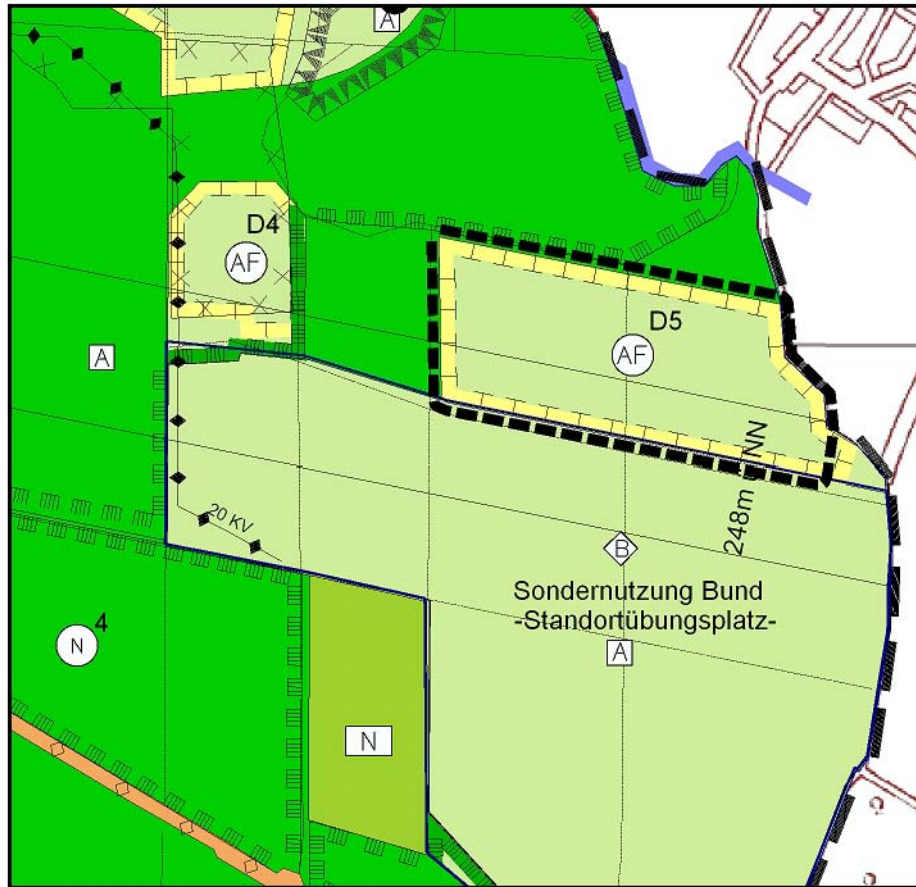 A
D4
AF
D5
AF
A
248m ü NN
20 KV
B
Sondernutzung Bund
-Standortübungsplatz-
4
N
A
N